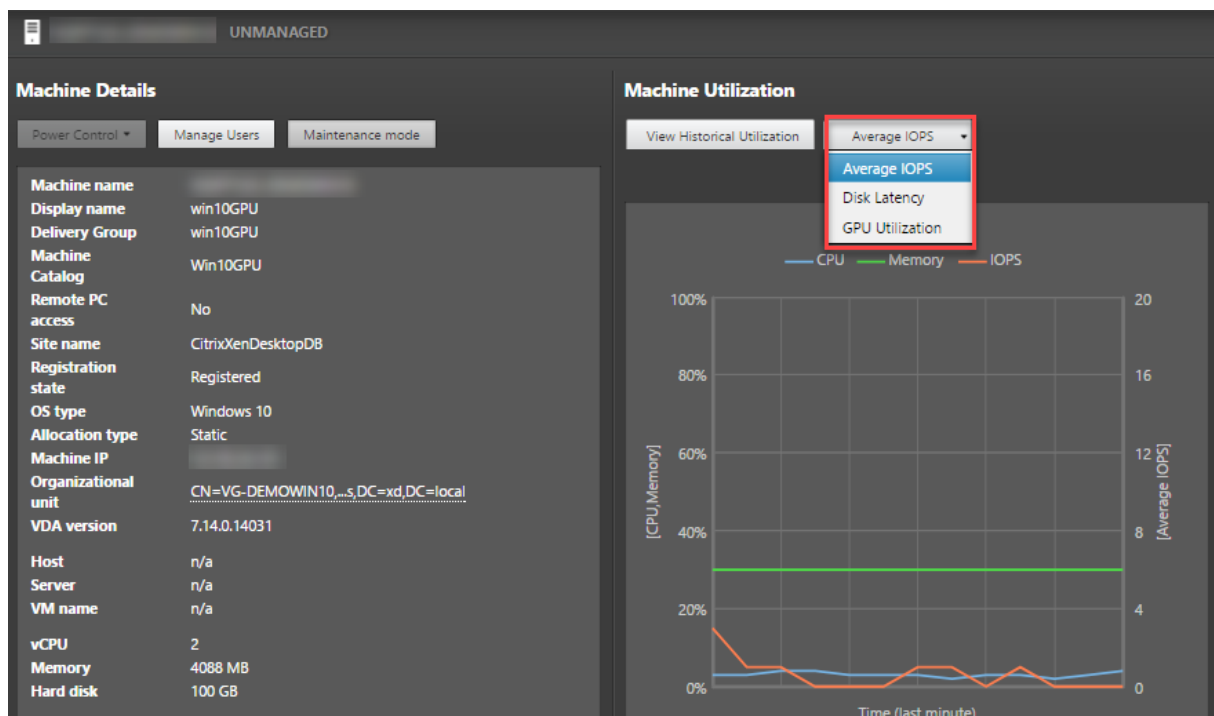 UNMANAGED
Machine Details
Power Control
Manage Users
Maintenance mode
Machine name
Display name win10GPU
Delivery Group win10GPU
Machine
Catalog
Win10GPU
Remote PC
access
No
Site name CitrixXenDesktopDB
Registration
state
Registered
OS type Windows 10
Allocation type Static
Machine IP
Organizational
unit
CN=VG-DEMOWIN10,...s,DC=xd,DC=local
VDA version 7.14.0.14031
Host n/a
Server n/a
VM name n/a
vCPU 2
Memory 4088 MB
Hard disk 100 GB
Machine Utilization
View Historical Utilization
Average IOPS
Average IOPS
Disk Latency
GPU Utilization
CPU Memory IOPS
100% 20
80% 16
60% 12
40% 8
20% 4
0% 0
[CPU,Memory]
[Average IOPS]
Time (last minute)